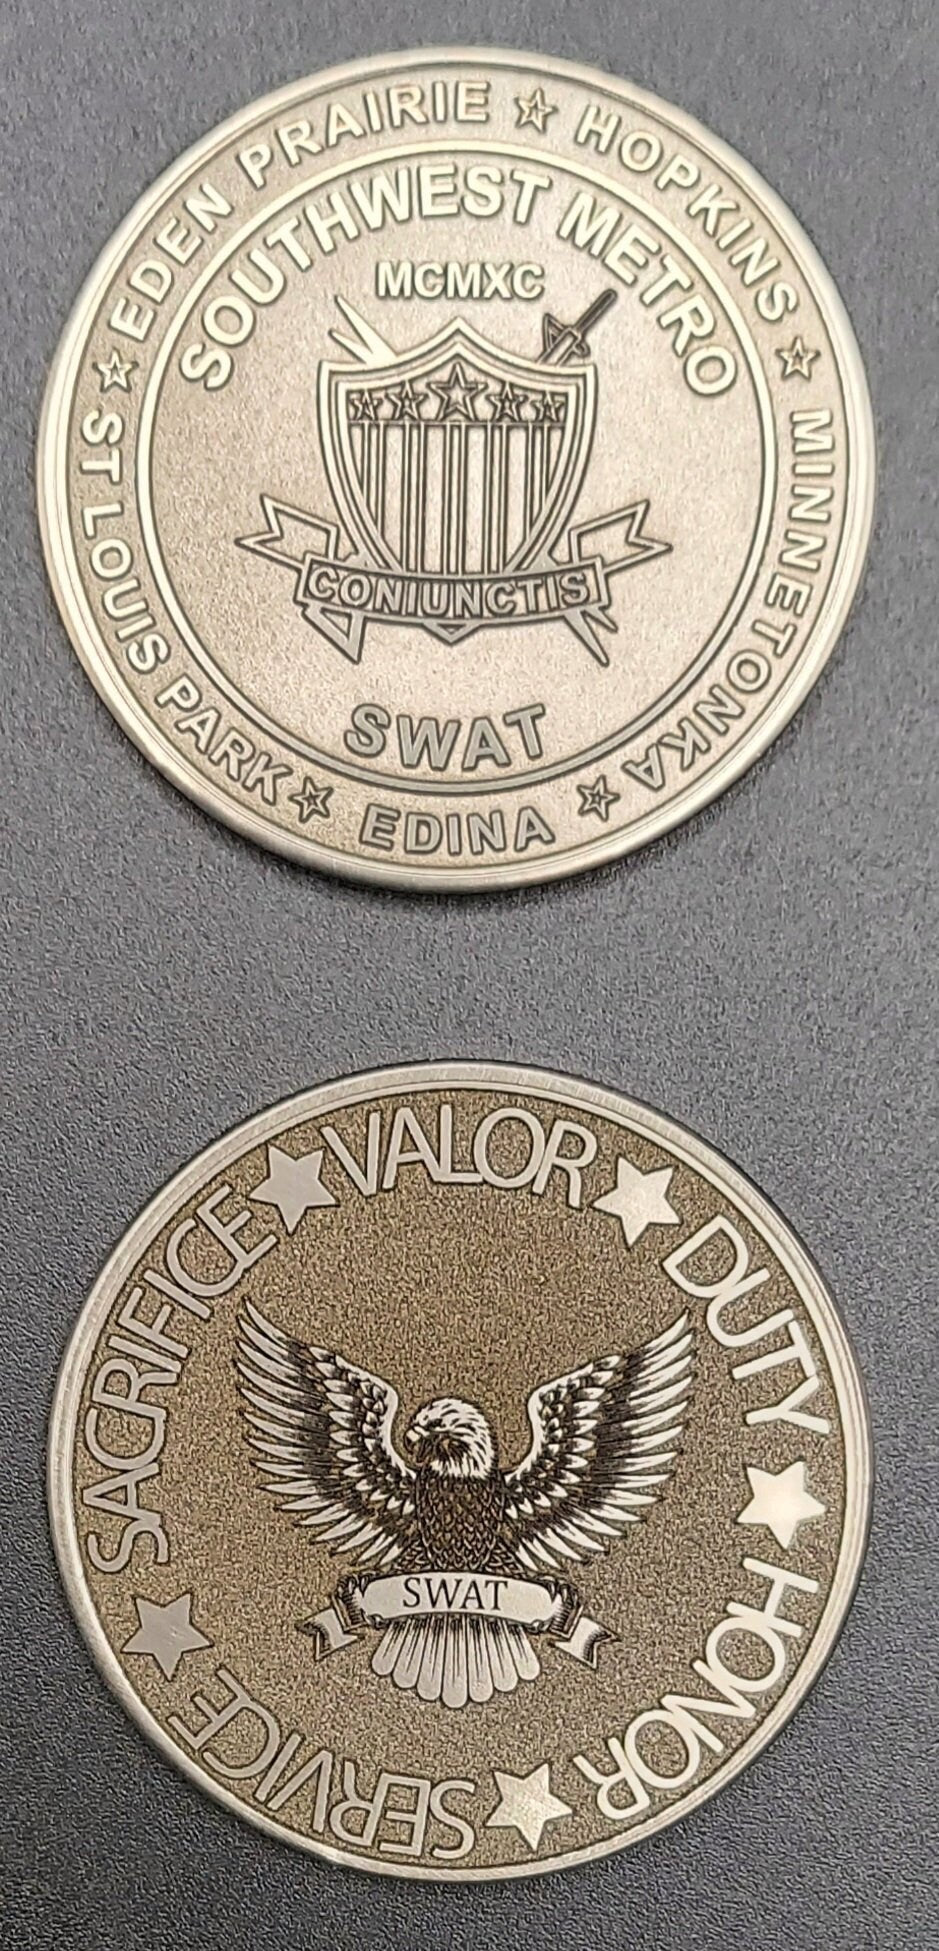 EDEN PRAIRIE ☆ HOPKINS ☆ MINNETONKA ☆ EDINA ☆ ST LOUIS PARK ☆
SOUTHWEST METRO
MCMXC
CONIUNCTIS
SWAT
VALOR ★ DUTY ★ HONOR ★ SERVICE ★ SACRIFICE ★
SWAT